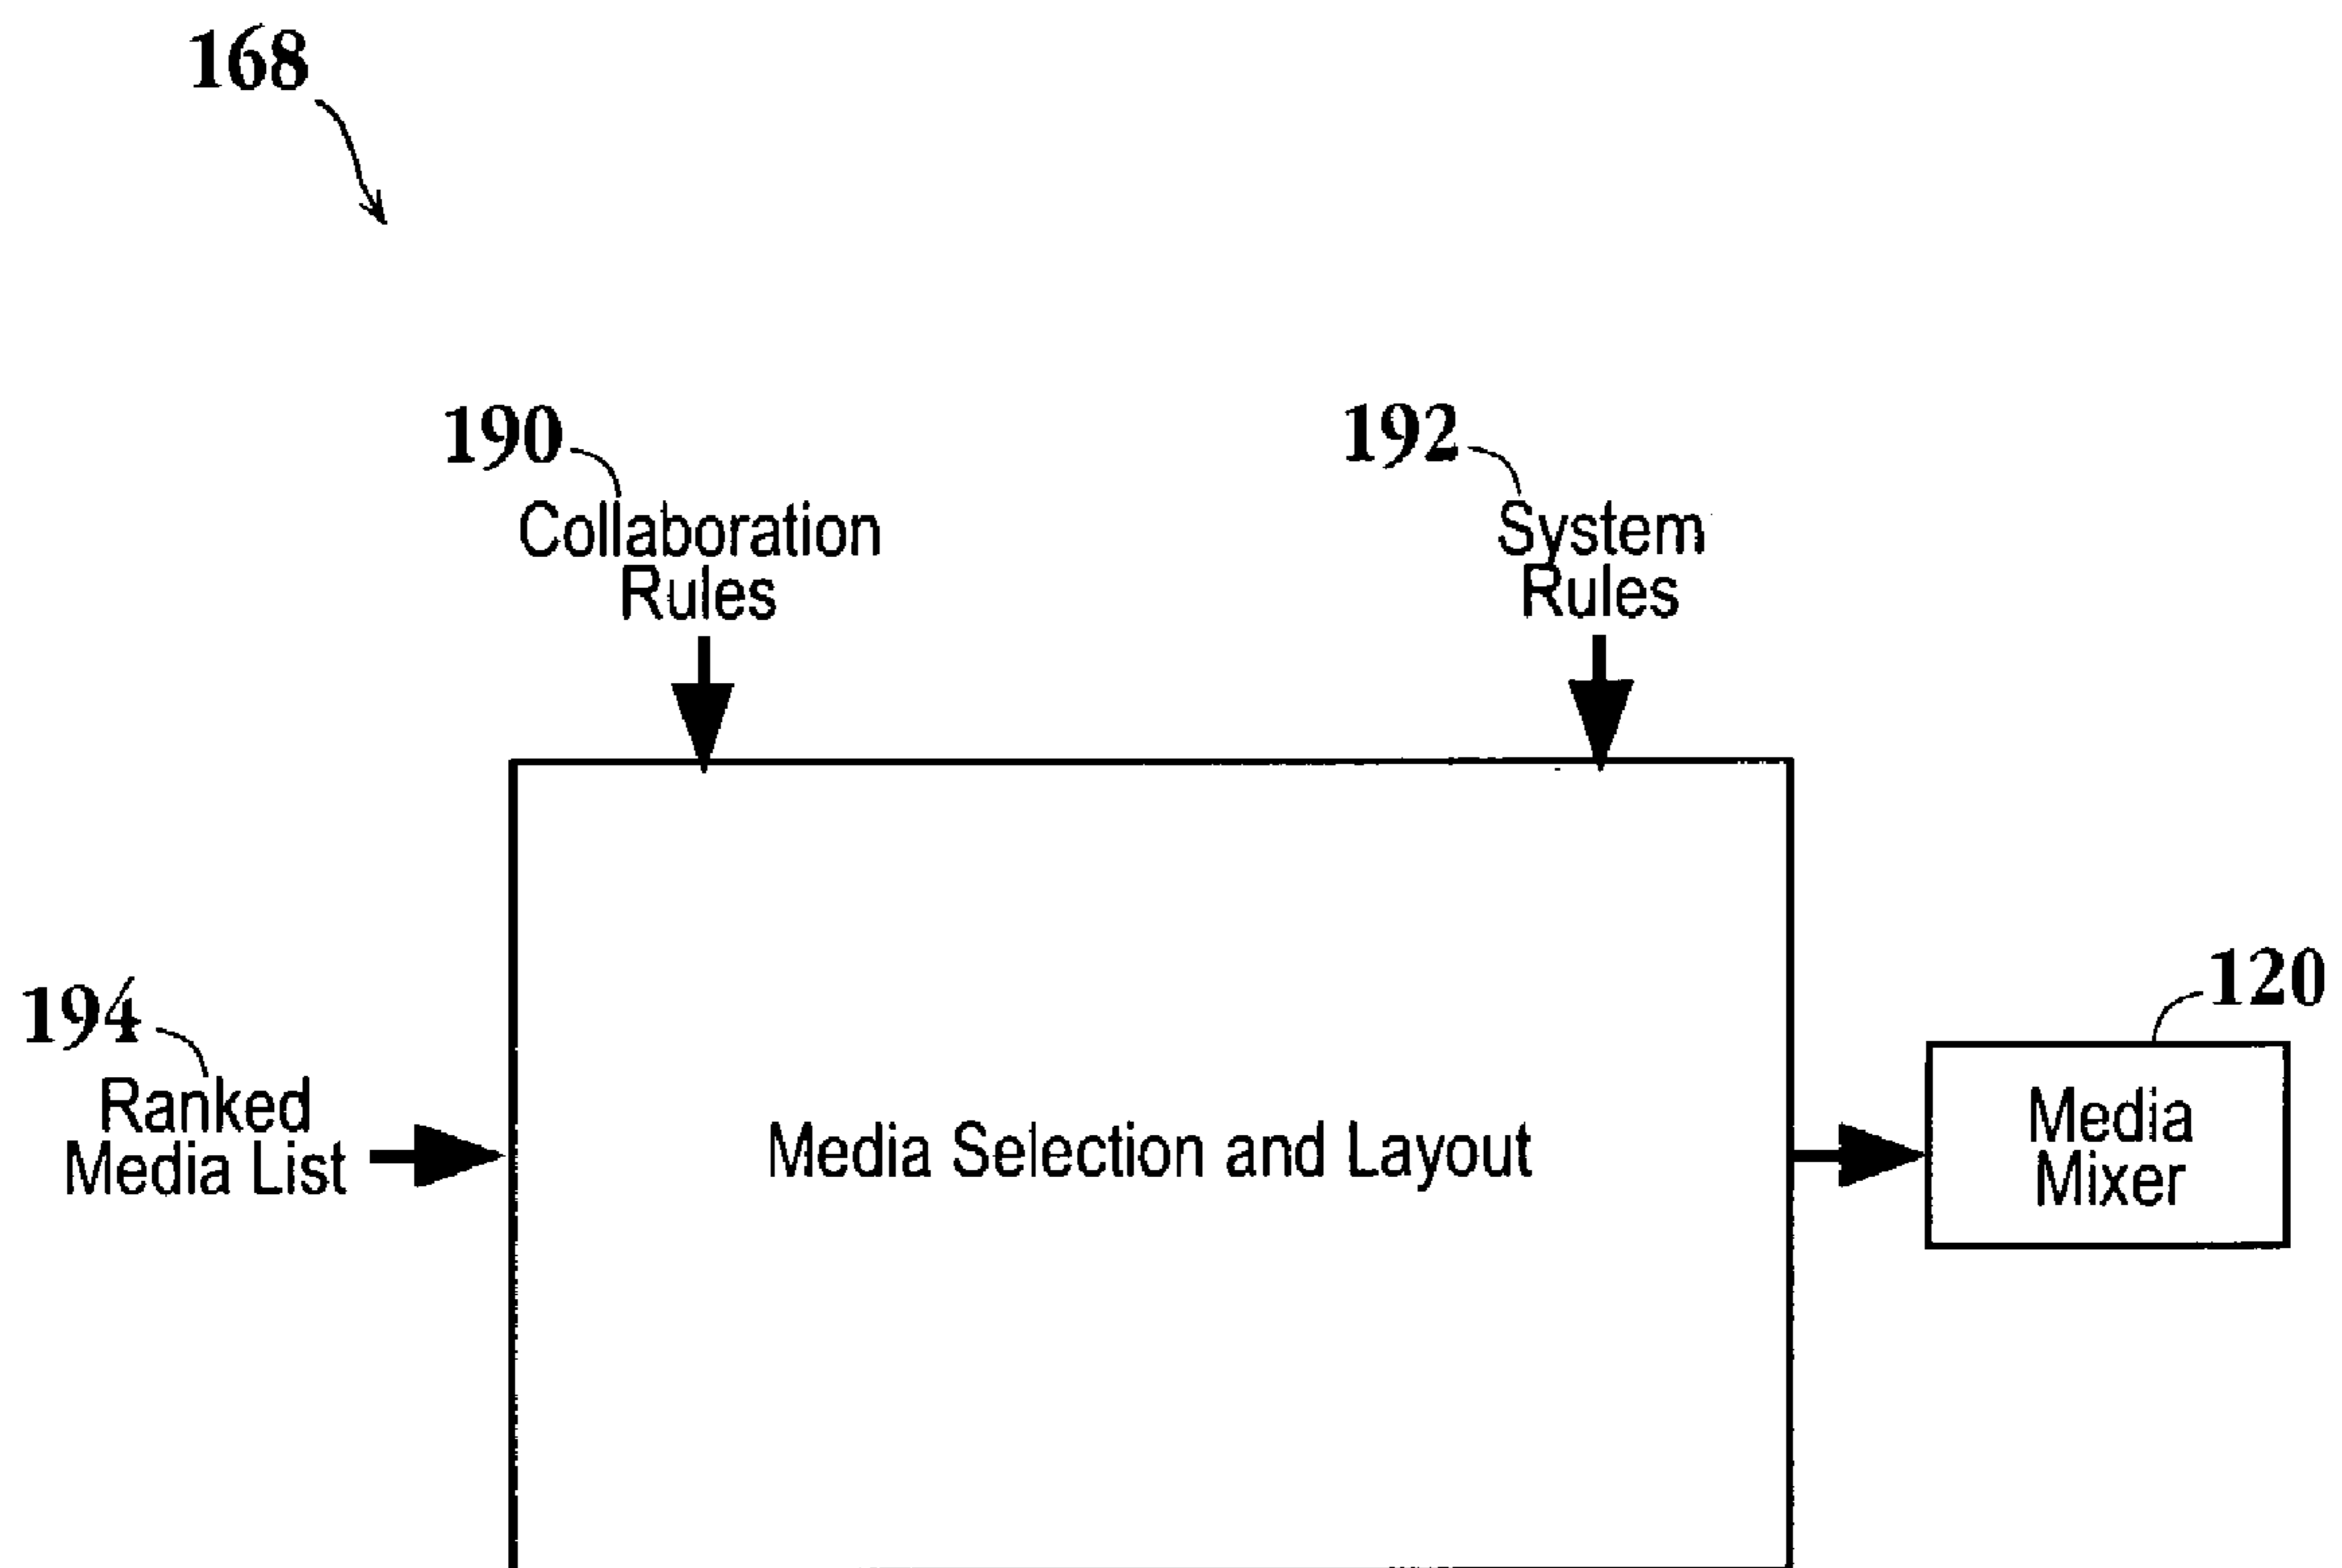 168
190
Collaboration
Rules
192
System
Rules
194
Ranked
Media List
Media Selection and Layout
120
Media
Mixer